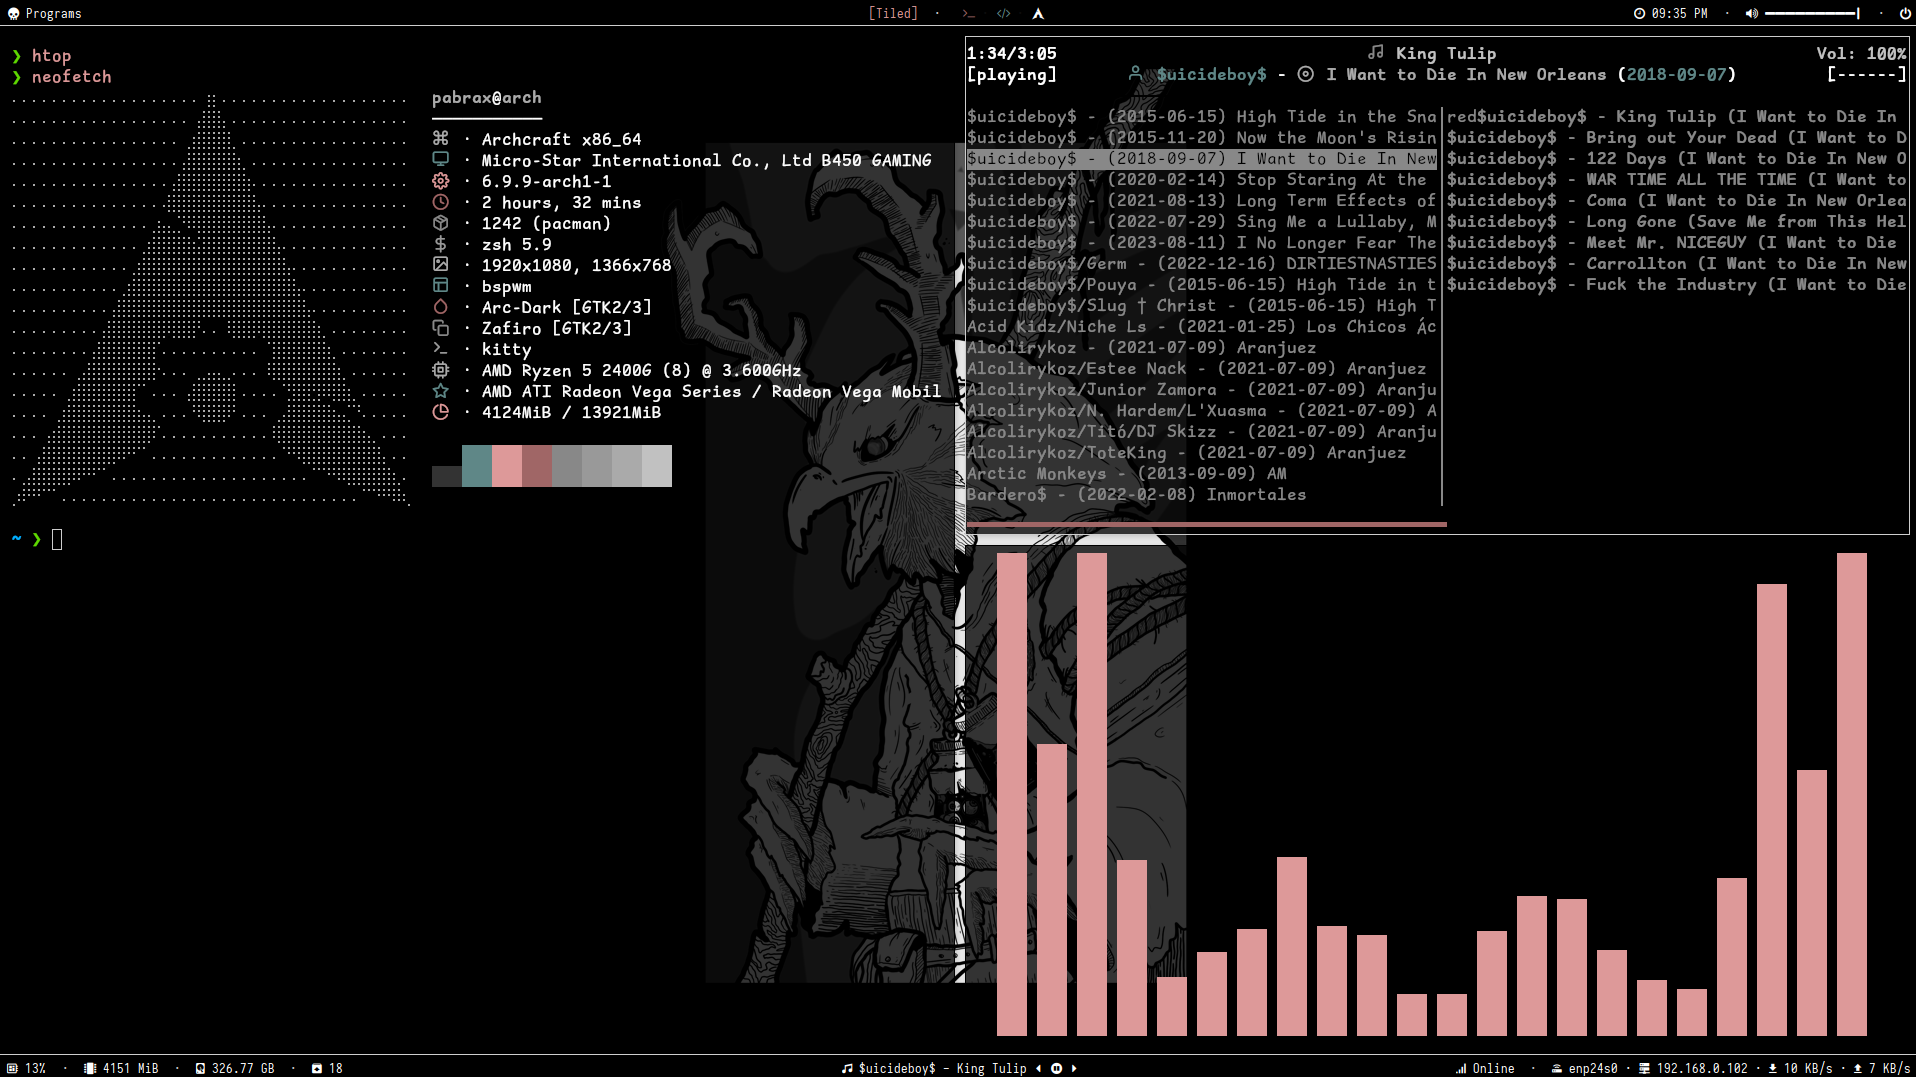 Programs
[Tiled] · >_ </>
09:35 PM
❯ htop
❯ neofetch
pabrax@arch
· Archcraft x86_64
· Micro-Star International Co., Ltd B450 GAMING
· 6.9.9-arch1-1
· 2 hours, 32 mins
· 1242 (pacman)
· zsh 5.9
· 1920x1080, 1366x768
· bspwm
· Arc-Dark [GTK2/3]
· Zafiro [GTK2/3]
· kitty
· AMD Ryzen 5 2400G (8) @ 3.600GHz
· AMD ATI Radeon Vega Series / Radeon Vega Mobil
· 4124MiB / 13921MiB
~ ❯
1:34/3:05 King Tulip Vol: 100%
[playing] $uicideboy$ - I Want to Die In New Orleans (2018-09-07) [------]
$uicideboy$ - (2015-06-15) High Tide in the Sna
$uicideboy$ - (2015-11-20) Now the Moon's Risin
$uicideboy$ - (2018-09-07) I Want to Die In New
$uicideboy$ - (2020-02-14) Stop Staring At the
$uicideboy$ - (2021-08-13) Long Term Effects of
$uicideboy$ - (2022-07-29) Sing Me a Lullaby, M
$uicideboy$ - (2023-08-11) I No Longer Fear The
$uicideboy$/Germ - (2022-12-16) DIRTIESTNASTIES
$uicideboy$/Pouya - (2015-06-15) High Tide in t
$uicideboy$/Slug † Christ - (2015-06-15) High T
Acid Kidz/Niche Ls - (2021-01-25) Los Chicos Ác
Alcolirykoz - (2021-07-09) Aranjuez
Alcolirykoz/Estee Nack - (2021-07-09) Aranjuez
Alcolirykoz/Junior Zamora - (2021-07-09) Aranju
Alcolirykoz/N. Hardem/L'Xuasma - (2021-07-09) A
Alcolirykoz/Titó/DJ Skizz - (2021-07-09) Aranju
Alcolirykoz/ToteKing - (2021-07-09) Aranjuez
Arctic Monkeys - (2013-09-09) AM
Bardero$ - (2022-02-08) Inmortales
red$uicideboy$ - King Tulip (I Want to Die In
$uicideboy$ - Bring out Your Dead (I Want to D
$uicideboy$ - 122 Days (I Want to Die In New O
$uicideboy$ - WAR TIME ALL THE TIME (I Want to
$uicideboy$ - Coma (I Want to Die In New Orlea
$uicideboy$ - Long Gone (Save Me from This Hel
$uicideboy$ - Meet Mr. NICEGUY (I Want to Die
$uicideboy$ - Carrollton (I Want to Die In New
$uicideboy$ - Fuck the Industry (I Want to Die
13% · 4151 MiB · 326.77 GB · 18
$uicideboy$ - King Tulip
Online · enp24s0 · 192.168.0.102 · 10 KB/s · 7 KB/s